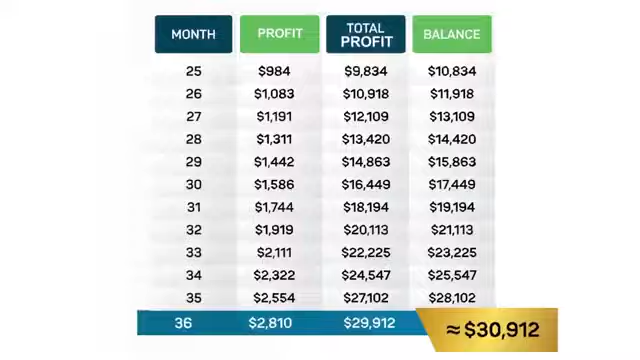 MONTH PROFIT TOTAL PROFIT BALANCE
25 $984 $9,834 $10,834
26 $1,083 $10,918 $11,918
27 $1,191 $12,109 $13,109
28 $1,311 $13,420 $14,420
29 $1,442 $14,863 $15,863
30 $1,586 $16,449 $17,449
31 $1,744 $18,194 $19,194
32 $1,919 $20,113 $21,113
33 $2,111 $22,225 $23,225
34 $2,322 $24,547 $25,547
35 $2,554 $27,102 $28,102
36 $2,810 $29,912 ≈ $30,912